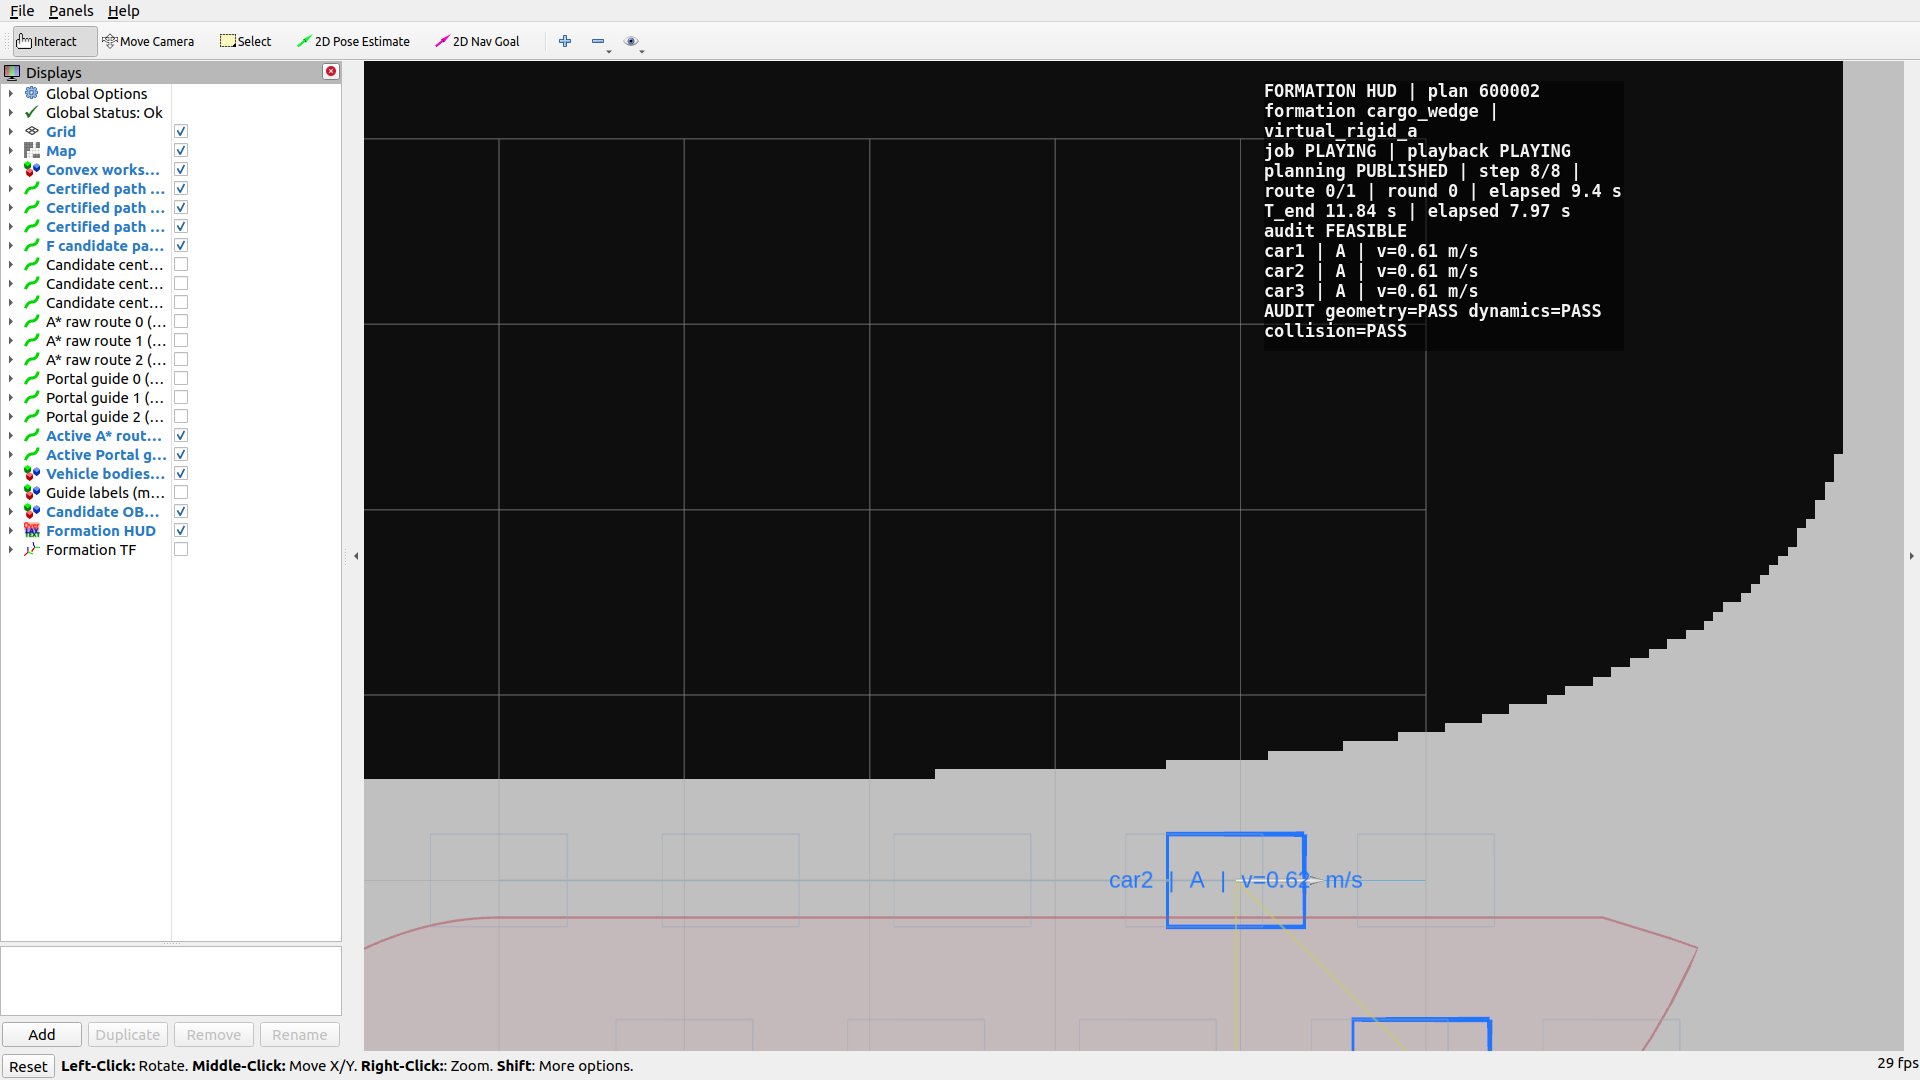 File Panels Help
Interact Move Camera Select 2D Pose Estimate 2D Nav Goal
Displays
Global Options
Global Status: Ok
Grid
Map
Convex works...
Certified path ...
Certified path ...
Certified path ...
F candidate pa...
Candidate cent...
Candidate cent...
Candidate cent...
A* raw route 0 (...
A* raw route 1 (...
A* raw route 2 (...
Portal guide 0 (...
Portal guide 1 (...
Portal guide 2 (...
Active A* rout...
Active Portal g...
Vehicle bodies...
Guide labels (m...
Candidate OB...
Formation HUD
Formation TF
Add Duplicate Remove Rename
FORMATION HUD | plan 600002
formation cargo_wedge |
virtual_rigid_a
job PLAYING | playback PLAYING
planning PUBLISHED | step 8/8 |
route 0/1 | round 0 | elapsed 9.4 s
T_end 11.84 s | elapsed 7.97 s
audit FEASIBLE
car1 | A | v=0.61 m/s
car2 | A | v=0.61 m/s
car3 | A | v=0.61 m/s
AUDIT geometry=PASS dynamics=PASS
collision=PASS
car2 | A | v=0.62 m/s
Reset Left-Click: Rotate. Middle-Click: Move X/Y. Right-Click:: Zoom. Shift: More options.
29 fps